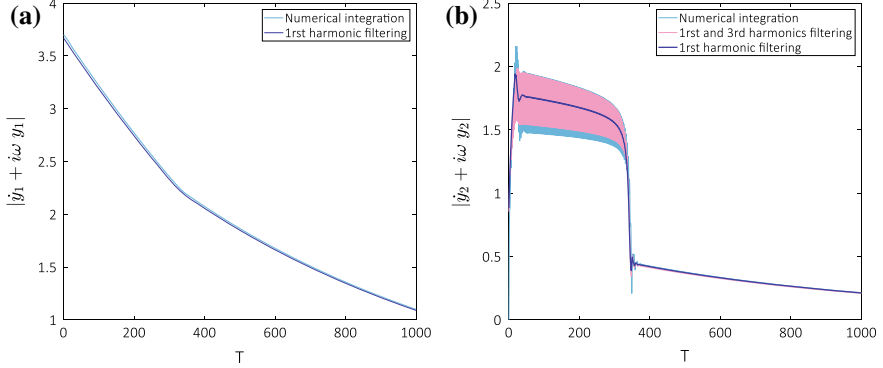 (a)
Numerical integration
1rst harmonic filtering
|ẏ₁ + iω y₁|
4
3.5
3
2.5
2
1.5
1
0
200
400
600
800
1000
T
(b)
Numerical integration
1rst and 3rd harmonics filtering
1rst harmonic filtering
|ẏ₂ + iω y₂|
2.5
2
1.5
1
0.5
0
0
200
400
600
800
1000
T